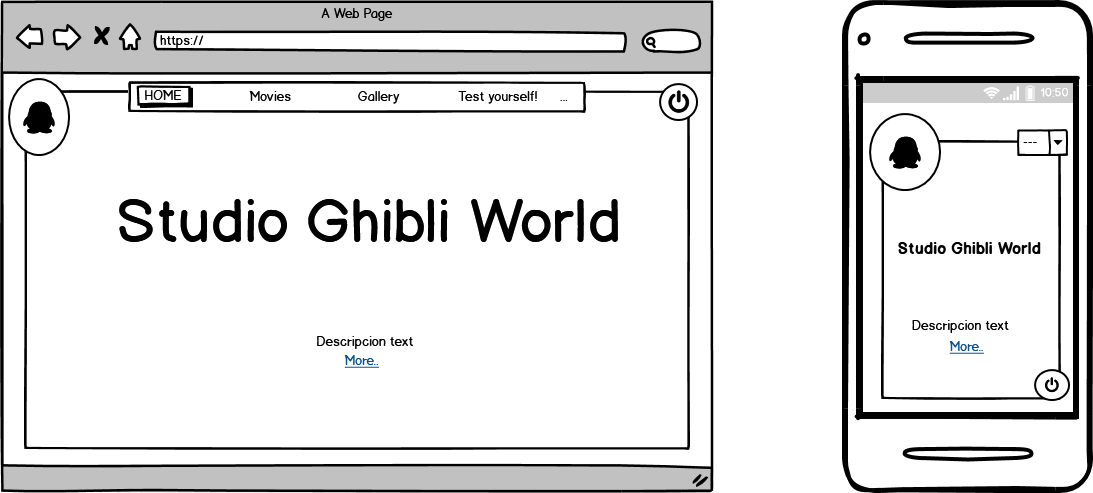 A Web Page
https://
HOME Movies Gallery Test yourself! ...
Studio Ghibli World
Descripcion text
More..
10:50
---
Studio Ghibli World
Descripcion text
More..